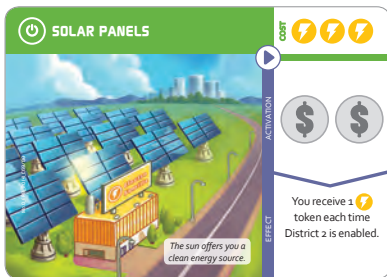 SOLAR PANELS
COST
ACTIVATION
$ $
The sun offers you a
clean energy source.
EFFECT
You receive 1
token each time
District 2 is enabled.